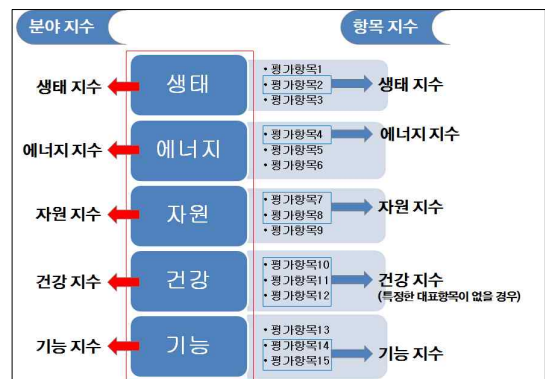 분야 지수
항목 지수
생태 지수
생태
• 평가항목1
• 평가항목2
• 평가항목3
생태 지수
에너지 지수
에너지
• 평가항목4
• 평가항목5
• 평가항목6
에너지 지수
자원 지수
자원
• 평가항목7
• 평가항목8
• 평가항목9
자원 지수
건강 지수
건강
• 평가항목10
• 평가항목11
• 평가항목12
건강 지수
(특정한 대표항목이 없을 경우)
기능 지수
기능
• 평가항목13
• 평가항목14
• 평가항목15
기능 지수